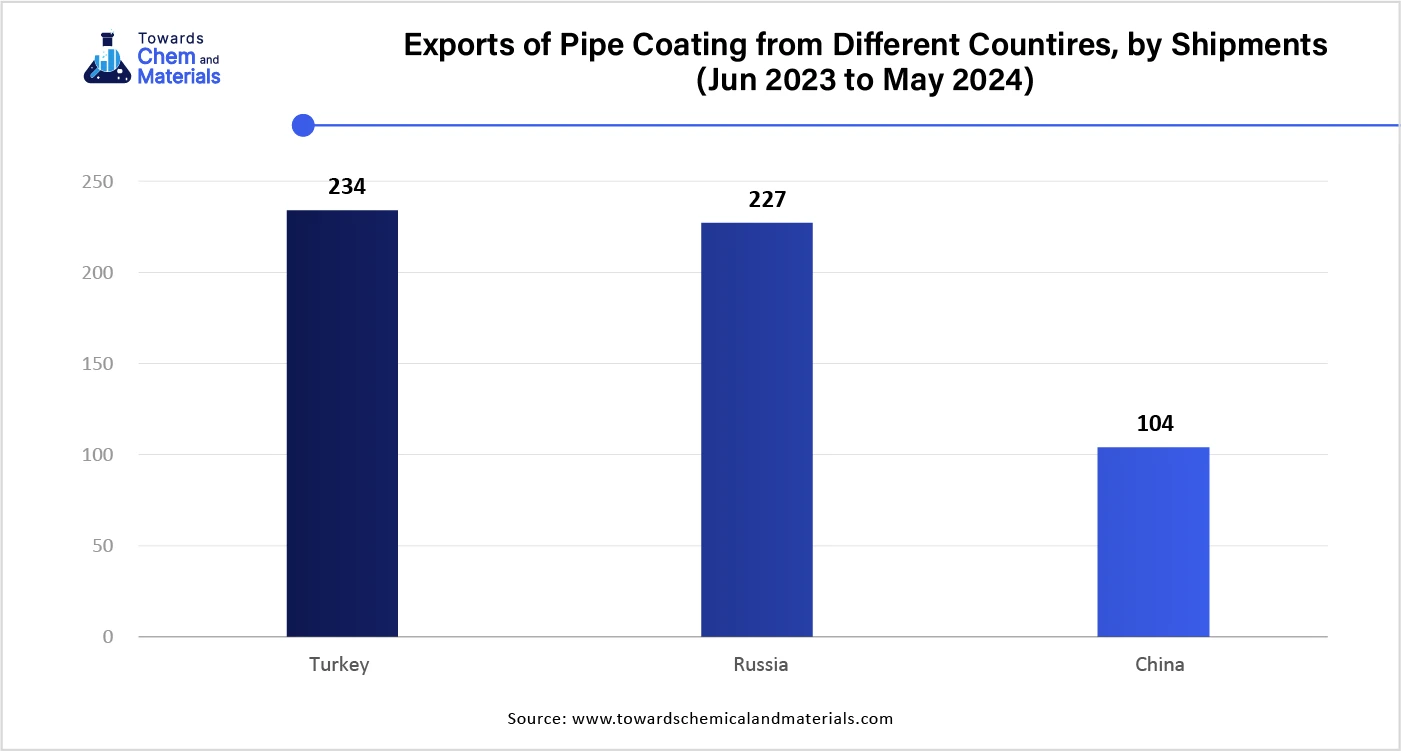 Towards
Chem and
Materials
Exports of Pipe Coating from Different Countires, by Shipments
(Jun 2023 to May 2024)
250
200
150
100
50
0
234
227
104
Turkey
Russia
China
Source: www.towardschemicalandmaterials.com